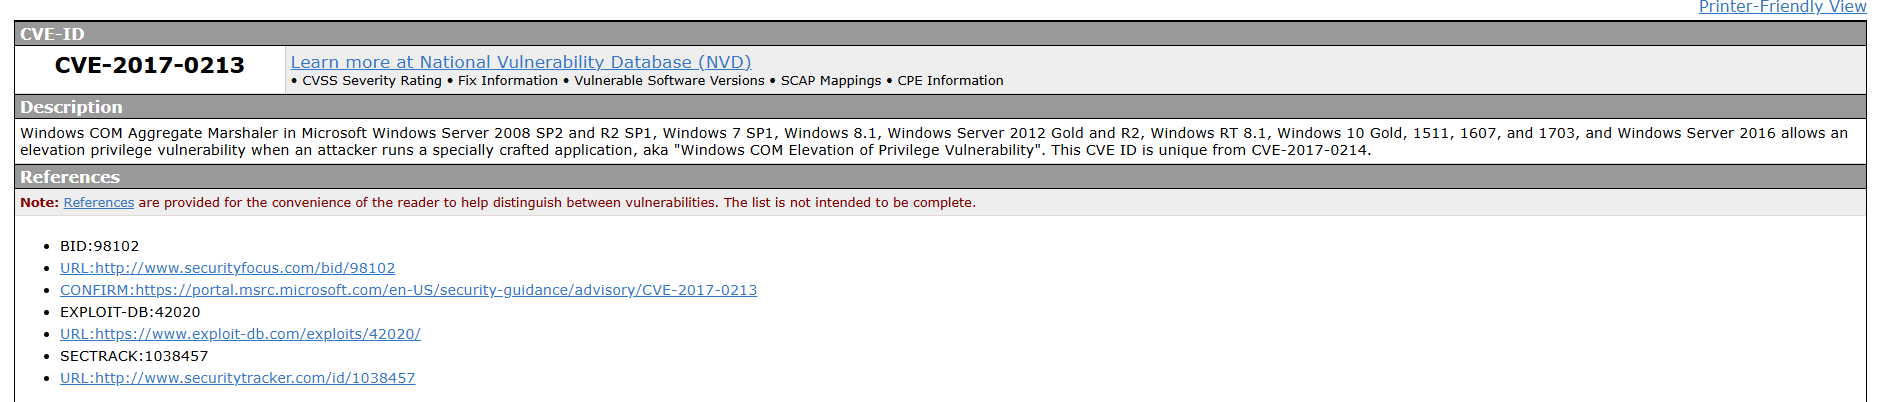 Printer-Friendly View
CVE-ID
CVE-2017-0213
Learn more at National Vulnerability Database (NVD)
• CVSS Severity Rating • Fix Information • Vulnerable Software Versions • SCAP Mappings • CPE Information
Description
Windows COM Aggregate Marshaler in Microsoft Windows Server 2008 SP2 and R2 SP1, Windows 7 SP1, Windows 8.1, Windows Server 2012 Gold and R2, Windows RT 8.1, Windows 10 Gold, 1511, 1607, and 1703, and Windows Server 2016 allows an
elevation privilege vulnerability when an attacker runs a specially crafted application, aka "Windows COM Elevation of Privilege Vulnerability". This CVE ID is unique from CVE-2017-0214.
References
Note: References are provided for the convenience of the reader to help distinguish between vulnerabilities. The list is not intended to be complete.
• BID:98102
• URL:http://www.securityfocus.com/bid/98102
• CONFIRM:https://portal.msrc.microsoft.com/en-US/security-guidance/advisory/CVE-2017-0213
• EXPLOIT-DB:42020
• URL:https://www.exploit-db.com/exploits/42020/
• SECTRACK:1038457
• URL:http://www.securitytracker.com/id/1038457